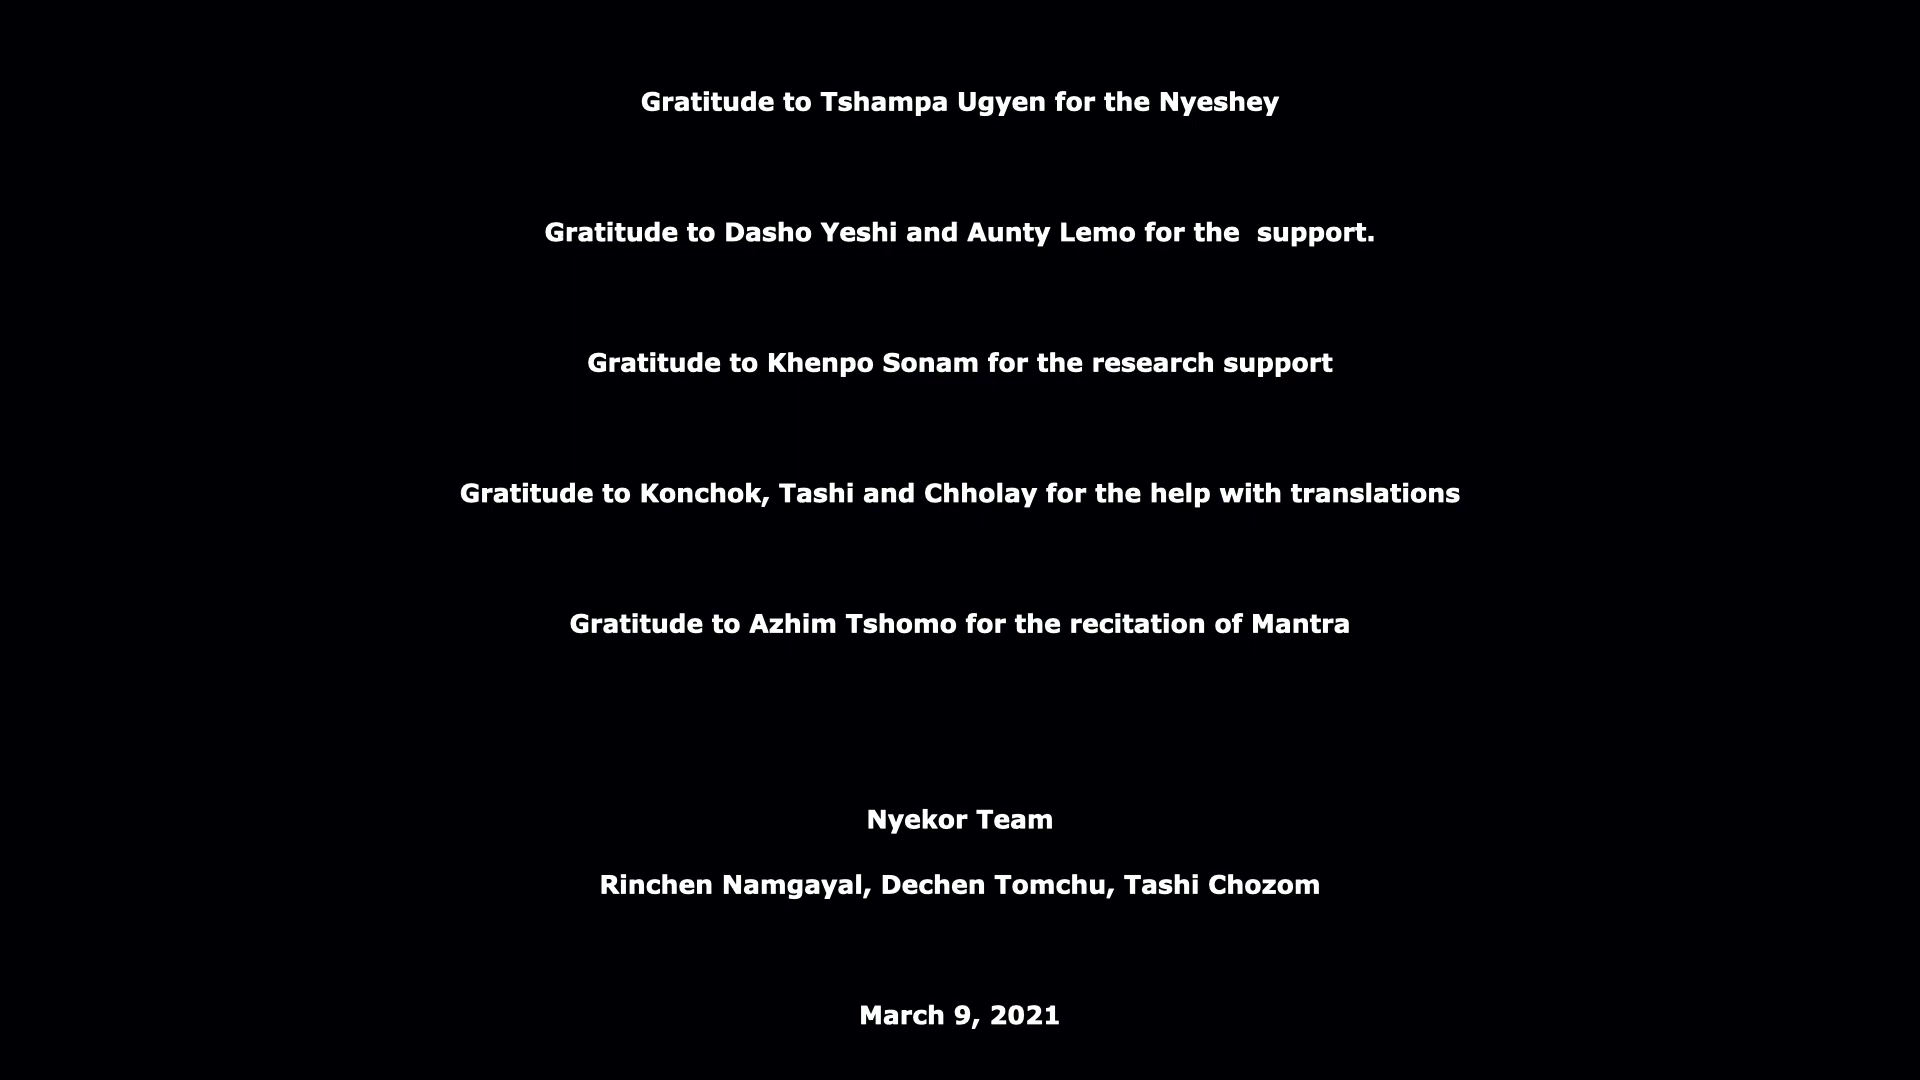 Gratitude to Tshampa Ugyen for the Nyeshey
Gratitude to Dasho Yeshi and Aunty Lemo for the  support.
Gratitude to Khenpo Sonam for the research support
Gratitude to Konchok, Tashi and Chholay for the help with translations
Gratitude to Azhim Tshomo for the recitation of Mantra
Nyekor Team
Rinchen Namgayal, Dechen Tomchu, Tashi Chozom
March 9, 2021